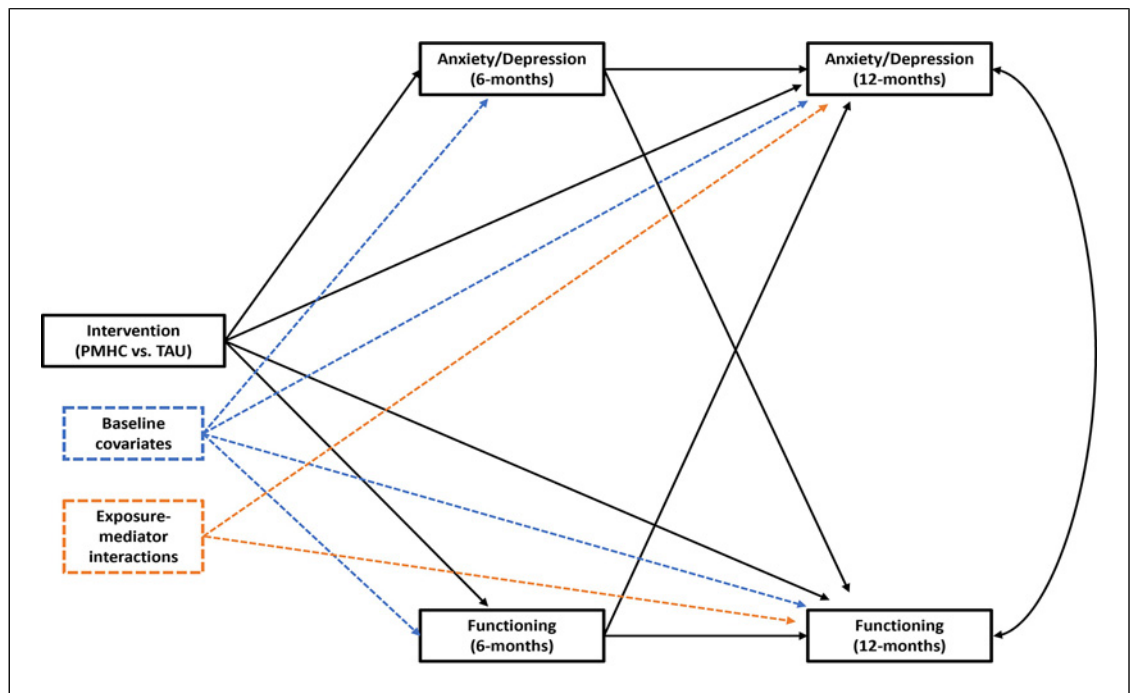 Anxiety/Depression
(6-months)
Anxiety/Depression
(12-months)
Intervention
(PMHC vs. TAU)
Baseline
covariates
Exposure-
mediator
interactions
Functioning
(6-months)
Functioning
(12-months)